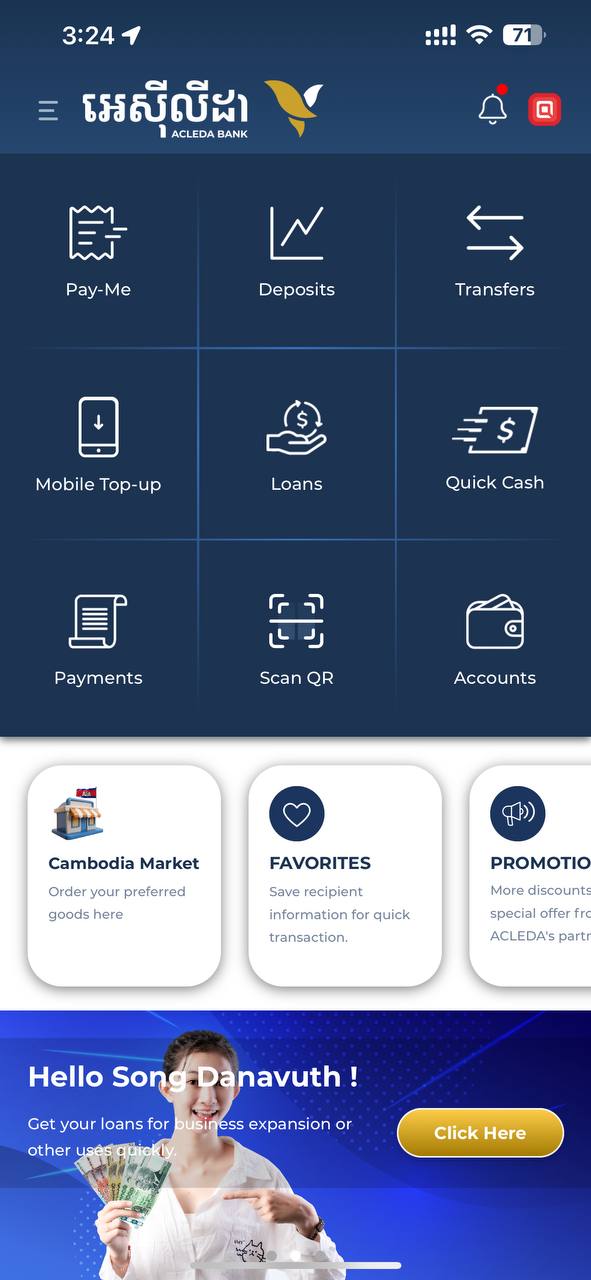 3:24
71
អេស៊ីលីដា
ACLEDA BANK
Pay-Me
Deposits
Transfers
Mobile Top-up
Loans
Quick Cash
Payments
Scan QR
Accounts
Cambodia Market
Order your preferred
goods here
FAVORITES
Save recipient
information for quick
transaction.
PROMOTIO
More discounts
special offer fro
ACLEDA's partn
Hello Song Danavuth !
Get your loans for business expansion or
other uses quickly.
Click Here